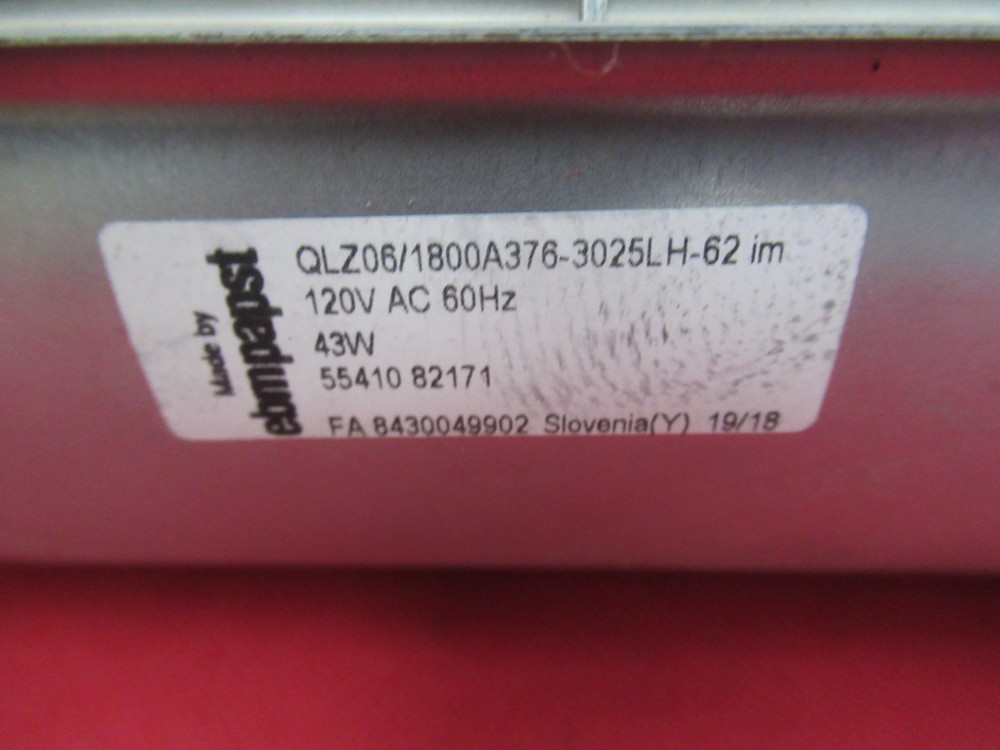 Made by
ebmpapst
QLZ06/1800A376-3025LH-62 im
120V AC 60Hz
43W
55410 82171
FA 8430049902 Slovenia(Y) 19/18